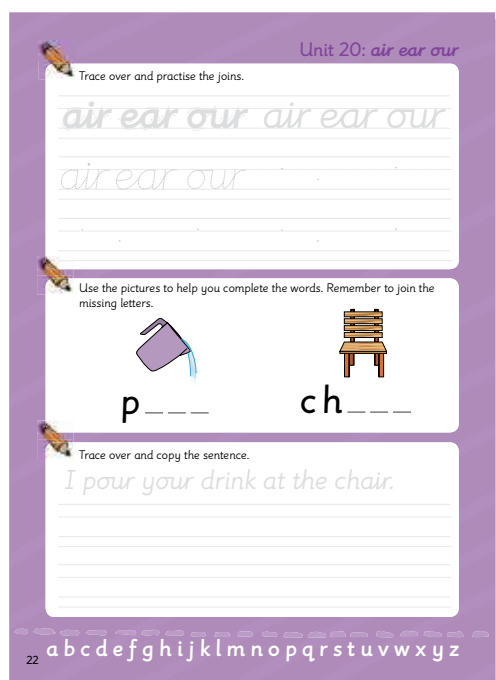 Unit 20: air ear our
Trace over and practise the joins.
air ear our air ear our
air ear our
Use the pictures to help you complete the words. Remember to join the
missing letters.
p _ _ _
ch _ _ _
Trace over and copy the sentence.
I pour your drink at the chair.
a b c d e f g h i j k l m n o p q r s t u v w x y z
22